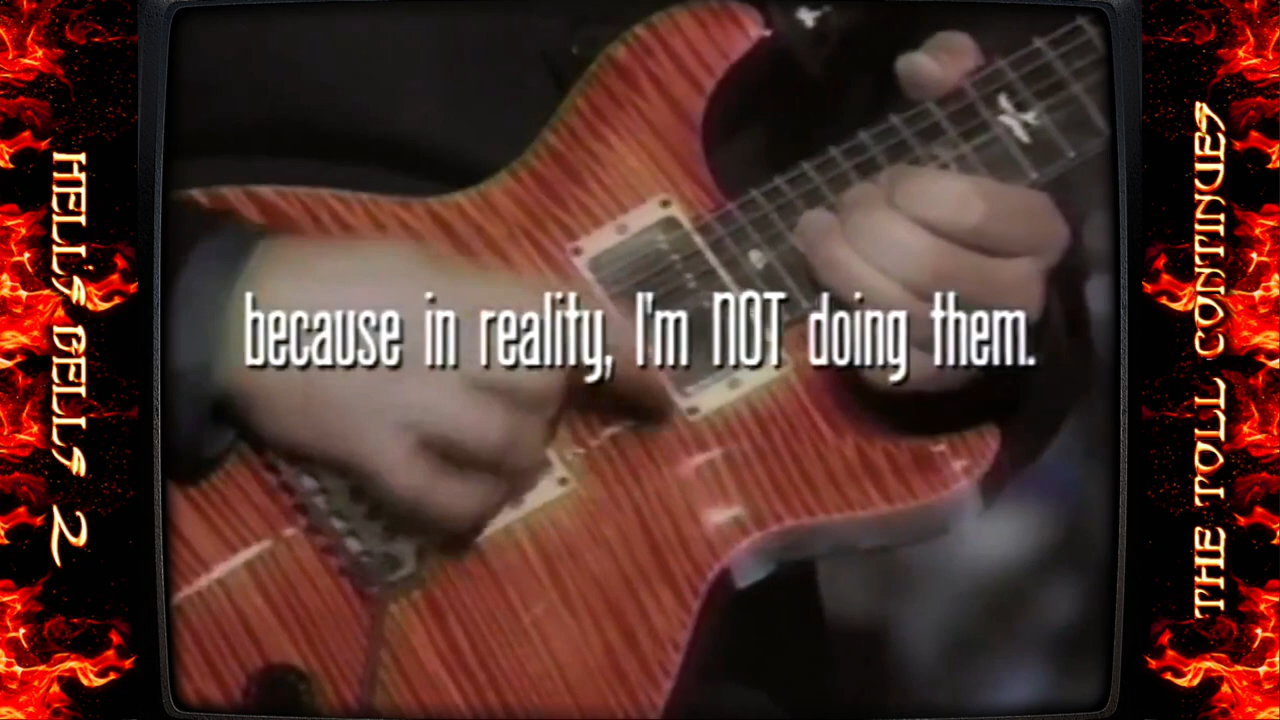 HELL'S BELLS 2
because in reality, I'm NOT doing them.
THE TOLL CONTINUES